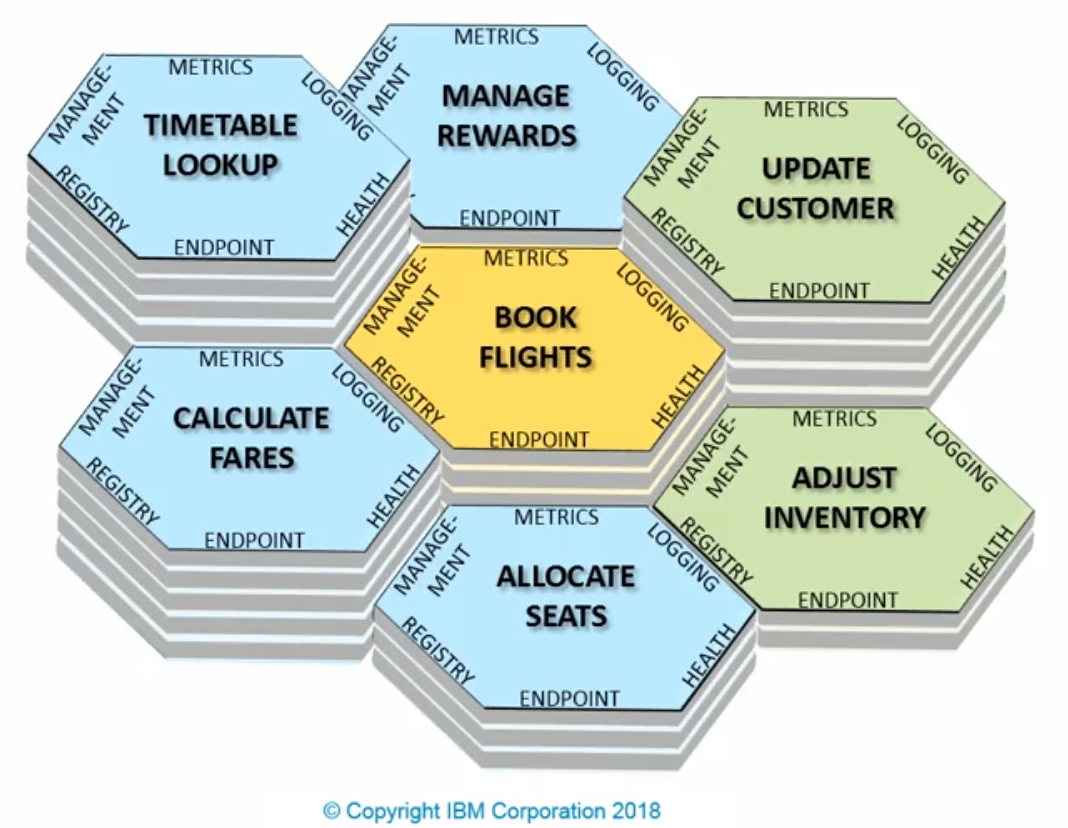 METRICS
MANAGE-
MENT
LOGGING
TIMETABLE
LOOKUP
REGISTRY
HEALTH
ENDPOINT
METRICS
MANAGE-
MENT
LOGGING
MANAGE
REWARDS
ENDPOINT
METRICS
MANAGE-
MENT
LOGGING
UPDATE
CUSTOMER
REGISTRY
HEALTH
ENDPOINT
METRICS
MANAGE-
MENT
LOGGING
BOOK
FLIGHTS
REGISTRY
HEALTH
ENDPOINT
METRICS
MANAGE-
MENT
LOGGING
CALCULATE
FARES
REGISTRY
HEALTH
ENDPOINT
METRICS
MANAGE-
MENT
LOGGING
ADJUST
INVENTORY
REGISTRY
HEALTH
ENDPOINT
METRICS
MANAGE-
MENT
LOGGING
ALLOCATE
SEATS
REGISTRY
HEALTH
ENDPOINT
© Copyright IBM Corporation 2018